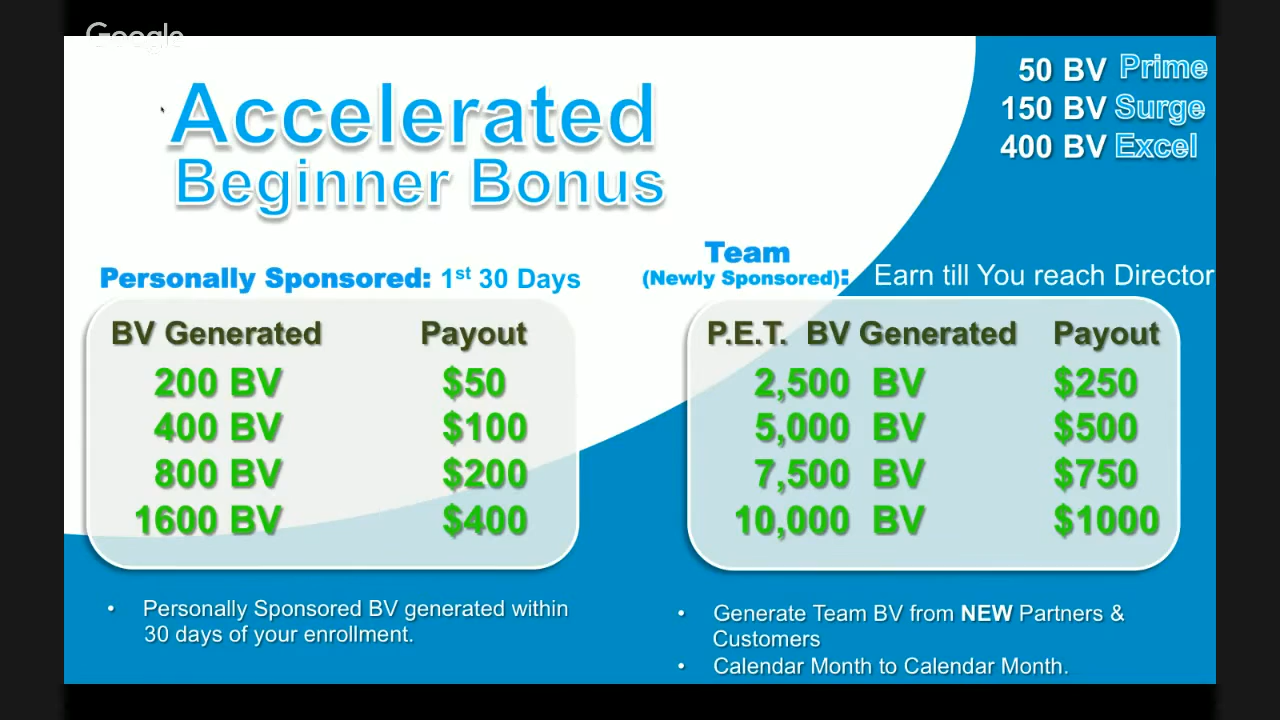 Google
50 BV Prime
150 BV Surge
400 BV Excel
Accelerated
Beginner Bonus
Personally Sponsored: 1st 30 Days
BV Generated Payout
200 BV $50
400 BV $100
800 BV $200
1600 BV $400
• Personally Sponsored BV generated within
30 days of your enrollment.
Team
(Newly Sponsored): Earn till You reach Director
P.E.T. BV Generated Payout
2,500 BV $250
5,000 BV $500
7,500 BV $750
10,000 BV $1000
• Generate Team BV from NEW Partners &
Customers
• Calendar Month to Calendar Month.